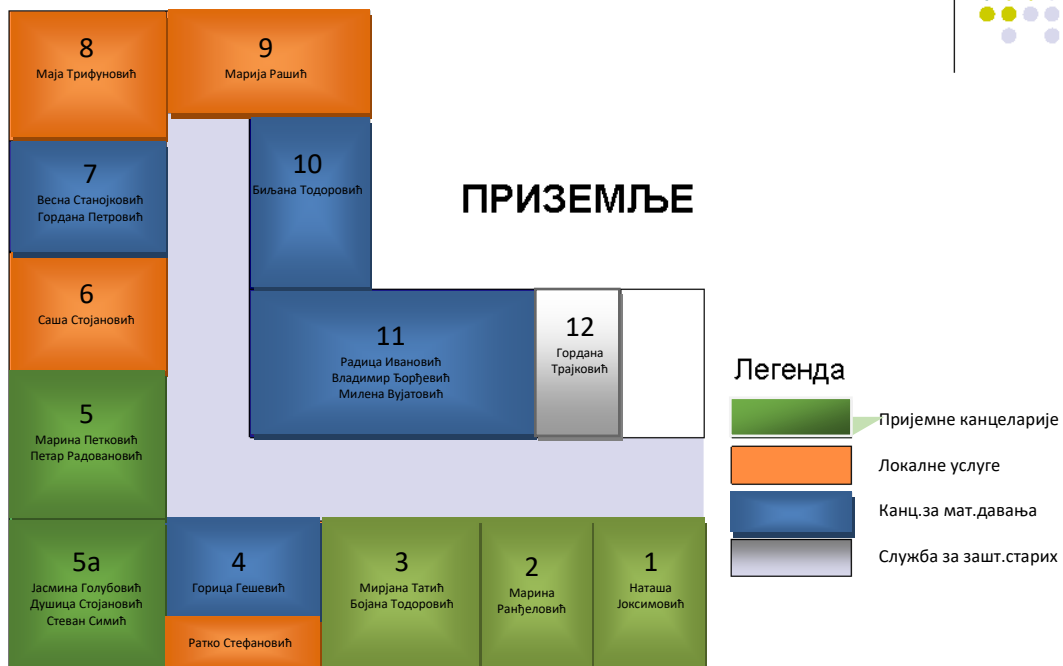 8
Маја Трифуновић
9
Марија Рашић
7
Весна Станојковић
Гордана Петровић
10
Биљана Тодоровић
ПРИЗЕМЉЕ
6
Саша Стојановић
11
Радица Ивановић
Владимир Ђорђевић
Милена Вујатовић
12
Гордана
Трајковић
5
Марина Петковић
Петар Радовановић
Легенда
Пријемне канцеларије
Локалне услуге
Канц.за мат.давања
Служба за зашт.старих
5а
Јасмина Голубовић
Душица Стојановић
Стеван Симић
4
Горица Гешевић
Ратко Стефановић
3
Мирјана Татић
Бојана Тодоровић
2
Марина
Ранђеловић
1
Наташа
Јоксимовић